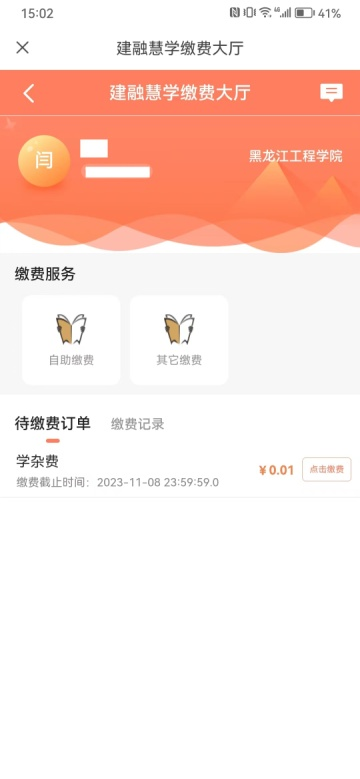 15:02
41%
建融慧学缴费大厅
建融慧学缴费大厅
闫
黑龙江工程学院
缴费服务
自助缴费
其它缴费
待缴费订单
缴费记录
学杂费
缴费截止时间：2023-11-08 23:59:59.0
￥0.01
点击缴费